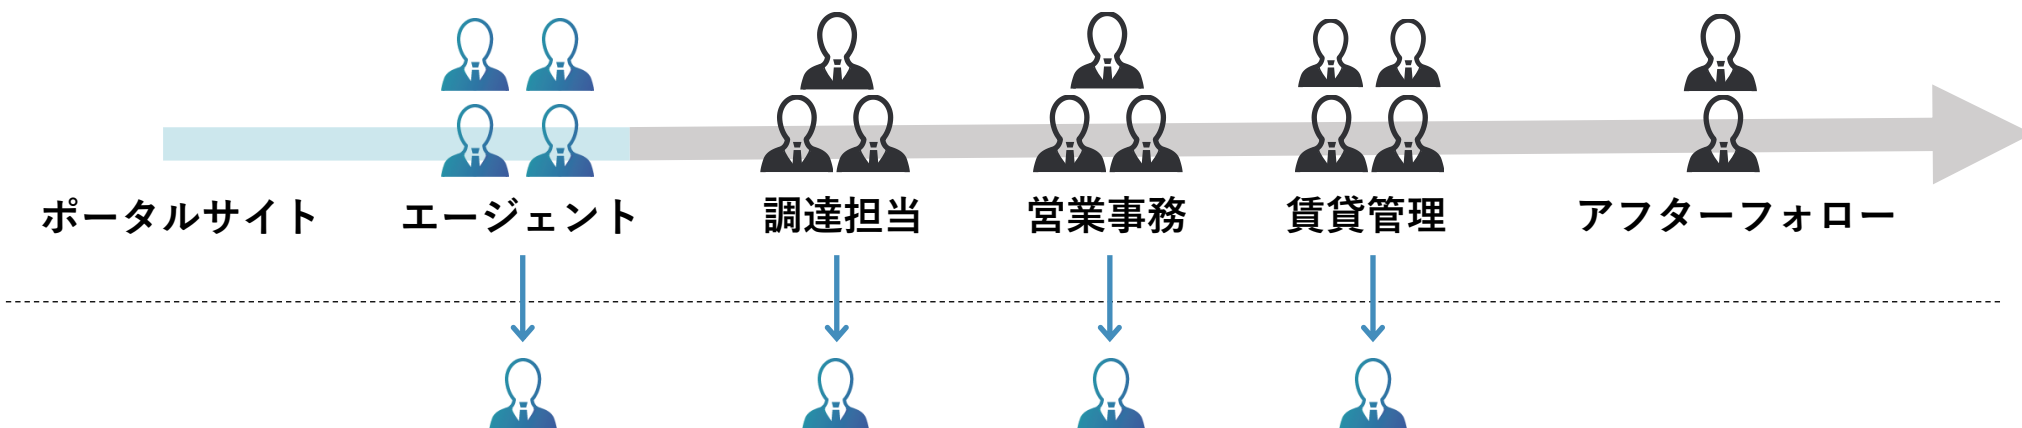 ポータルサイト
エージェント
調達担当
営業事務
賃貸管理
アフターフォロー